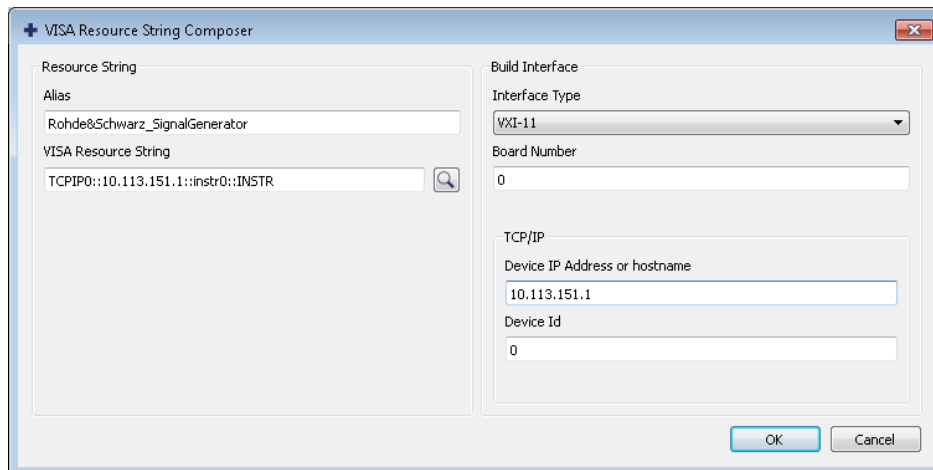 VISA Resource String Composer
Resource String
Alias
Rohde&Schwarz_SignalGenerator
VISA Resource String
TCPIP0::10.113.151.1::instr0::INSTR
Build Interface
Interface Type
VXI-11
Board Number
0
TCP/IP
Device IP Address or hostname
10.113.151.1
Device Id
0
OK
Cancel